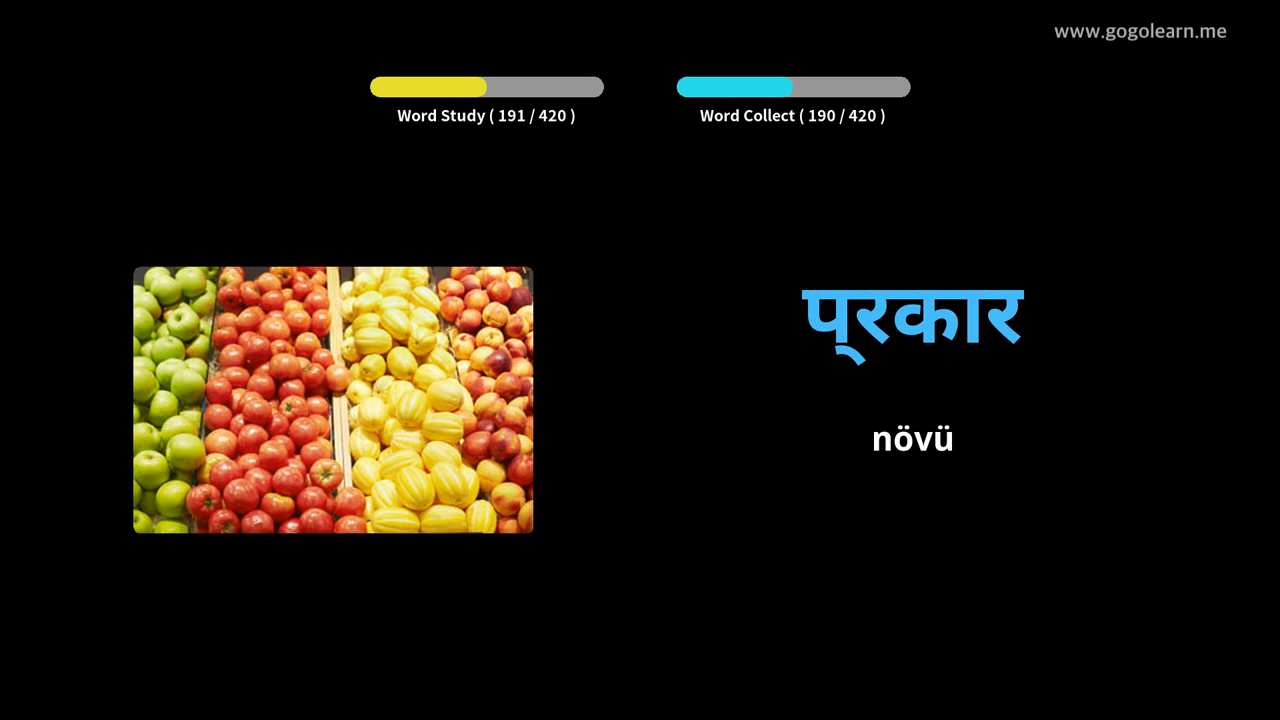 www.gogolearn.me
Word Study ( 191 / 420 )
Word Collect ( 190 / 420 )
प्रकार
növü